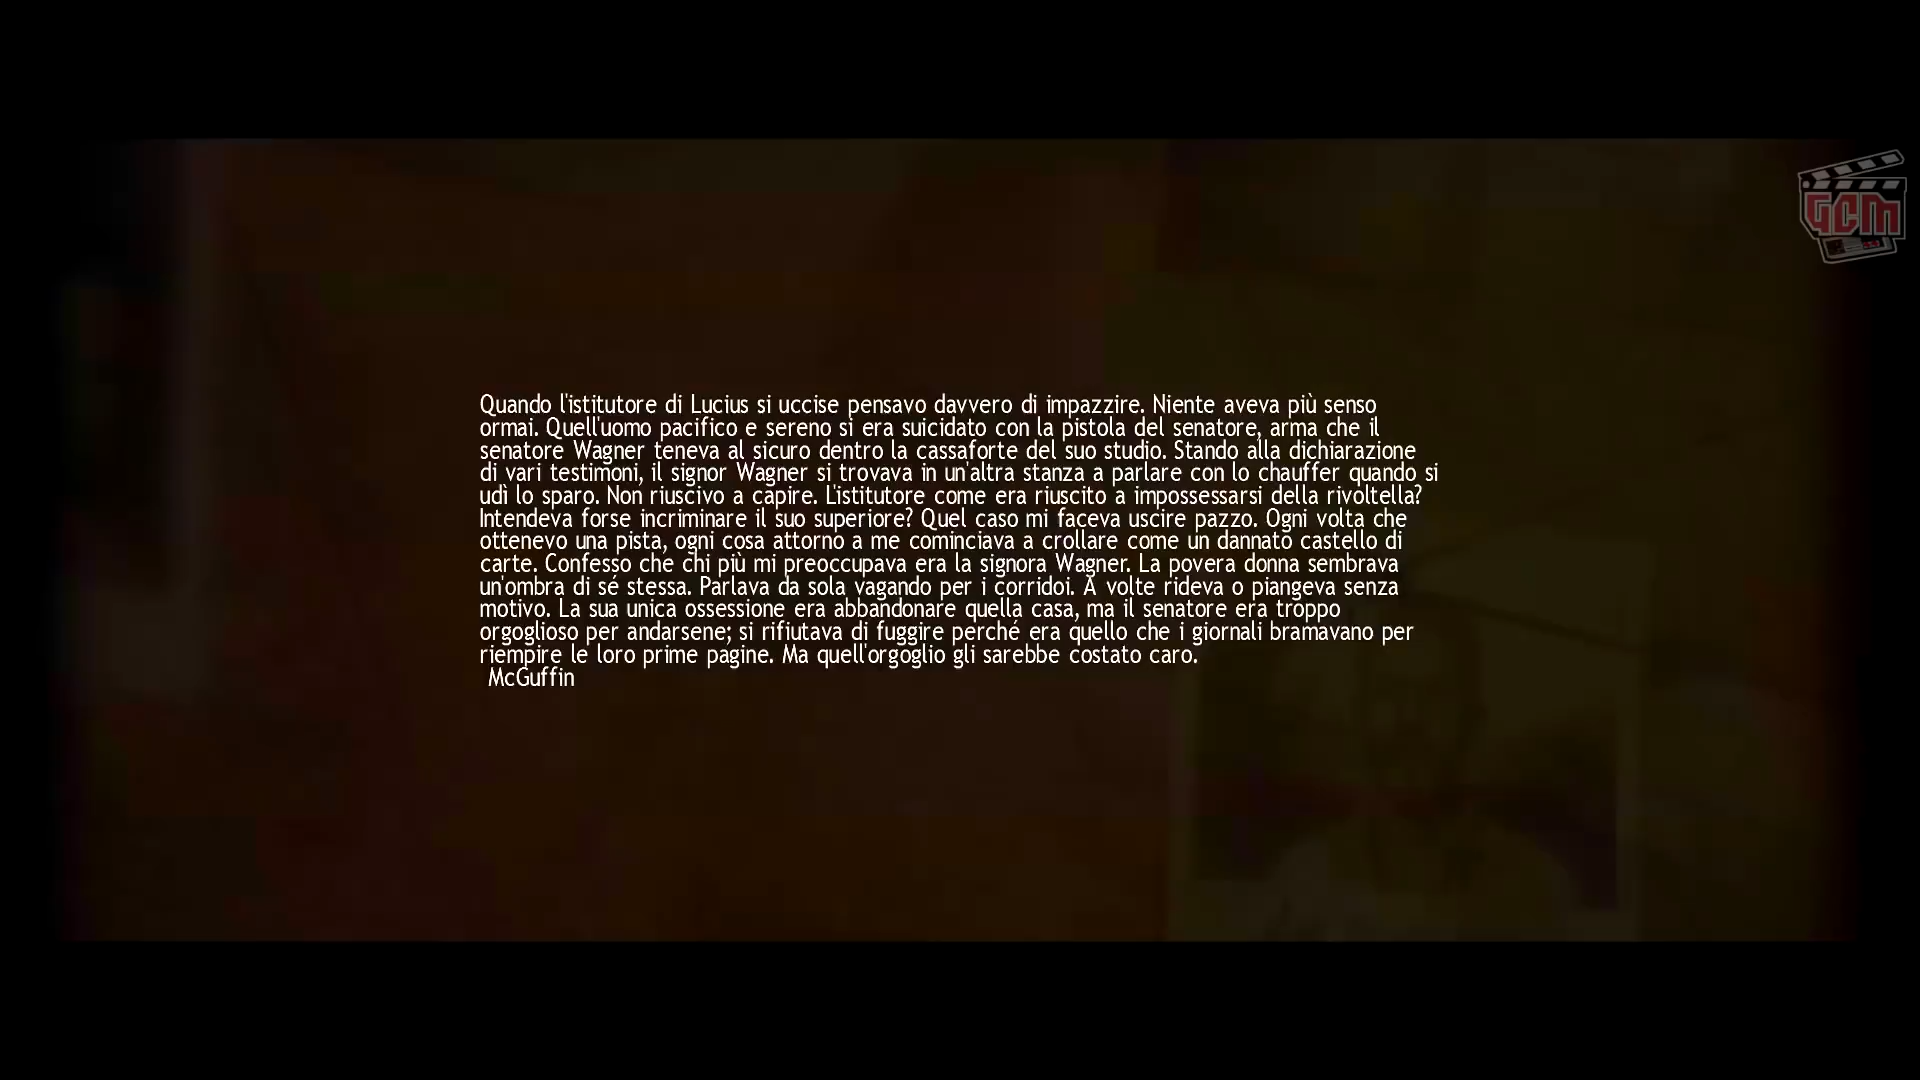 GCM
Quando l'istitutore di Lucius si uccise pensavo davvero di impazzire. Niente aveva più senso
ormai. Quell'uomo pacifico e sereno si era suicidato con la pistola del senatore, arma che il
senatore Wagner teneva al sicuro dentro la cassaforte del suo studio. Stando alla dichiarazione
di vari testimoni, il signor Wagner si trovava in un'altra stanza a parlare con lo chauffer quando si
udì lo sparo. Non riuscivo a capire. L'istitutore come era riuscito a impossessarsi della rivoltella?
Intendeva forse incriminare il suo superiore? Quel caso mi faceva uscire pazzo. Ogni volta che
ottenevo una pista, ogni cosa attorno a me cominciava a crollare come un dannato castello di
carte. Confesso che chi più mi preoccupava era la signora Wagner. La povera donna sembrava
un'ombra di sé stessa. Parlava da sola vagando per i corridoi. A volte rideva o piangeva senza
motivo. La sua unica ossessione era abbandonare quella casa, ma il senatore era troppo
orgoglioso per andarsene; si rifiutava di fuggire perché era quello che i giornali bramavano per
riempire le loro prime pagine. Ma quell'orgoglio gli sarebbe costato caro.
McGuffin